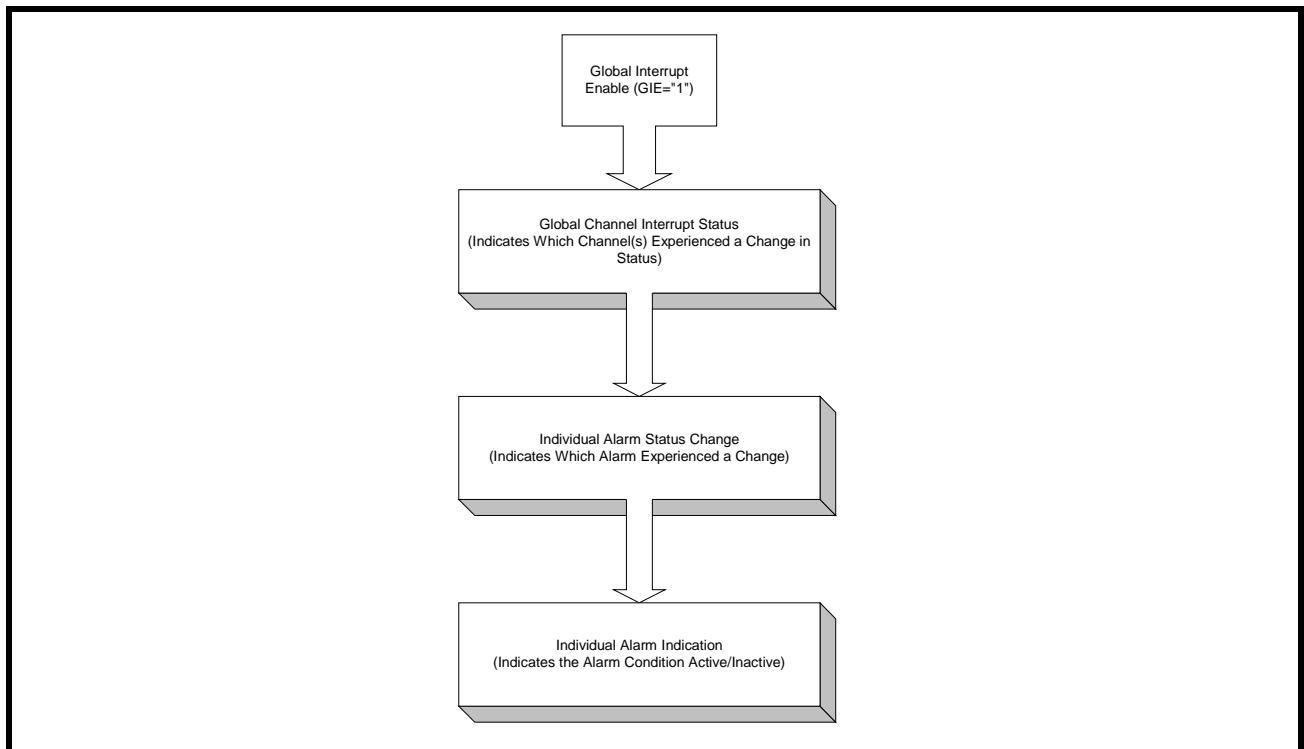 Global Interrupt
Enable (GIE="1")
Global Channel Interrupt Status
(Indicates Which Channel(s) Experienced a Change in
Status)
Individual Alarm Status Change
(Indicates Which Alarm Experienced a Change)
Individual Alarm Indication
(Indicates the Alarm Condition Active/Inactive)